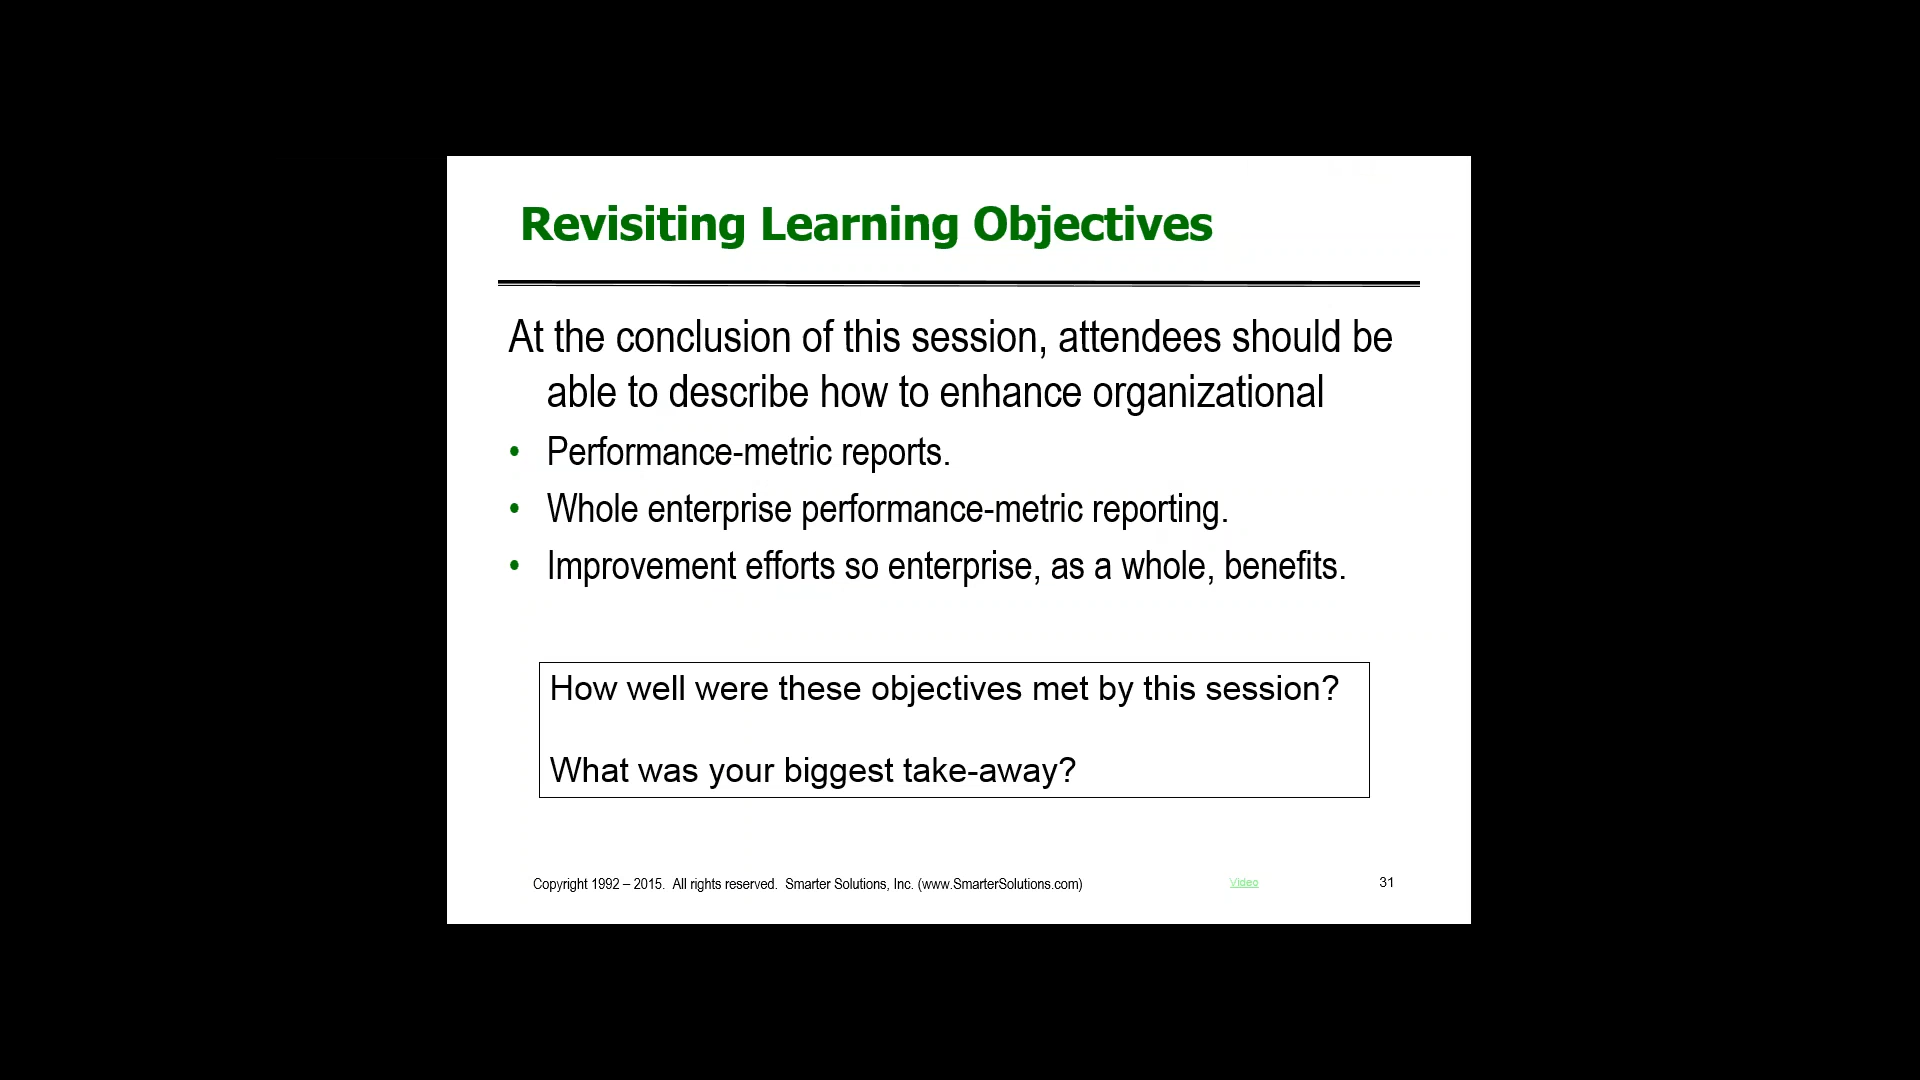 Revisiting Learning Objectives
At the conclusion of this session, attendees should be
able to describe how to enhance organizational
• Performance-metric reports.
• Whole enterprise performance-metric reporting.
• Improvement efforts so enterprise, as a whole, benefits.
How well were these objectives met by this session?
What was your biggest take-away?
Copyright 1992 – 2015.  All rights reserved.  Smarter Solutions, Inc. (www.SmarterSolutions.com) Video 31